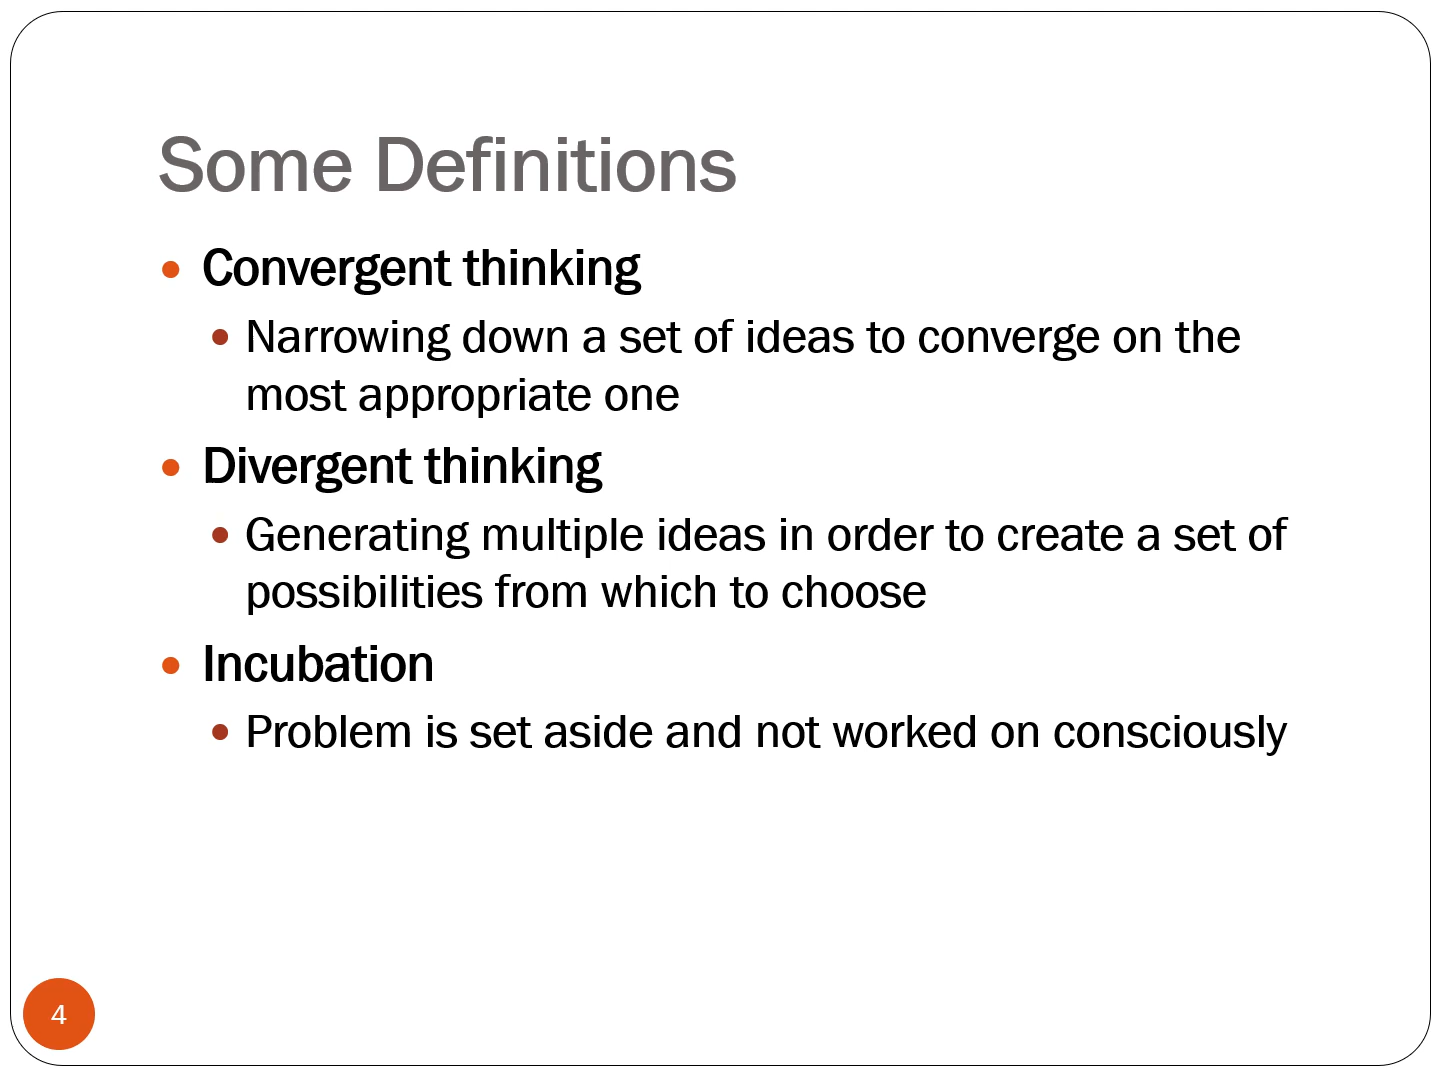 Some Definitions
Convergent thinking
Narrowing down a set of ideas to converge on the
most appropriate one
Divergent thinking
Generating multiple ideas in order to create a set of
possibilities from which to choose
Incubation
Problem is set aside and not worked on consciously
4